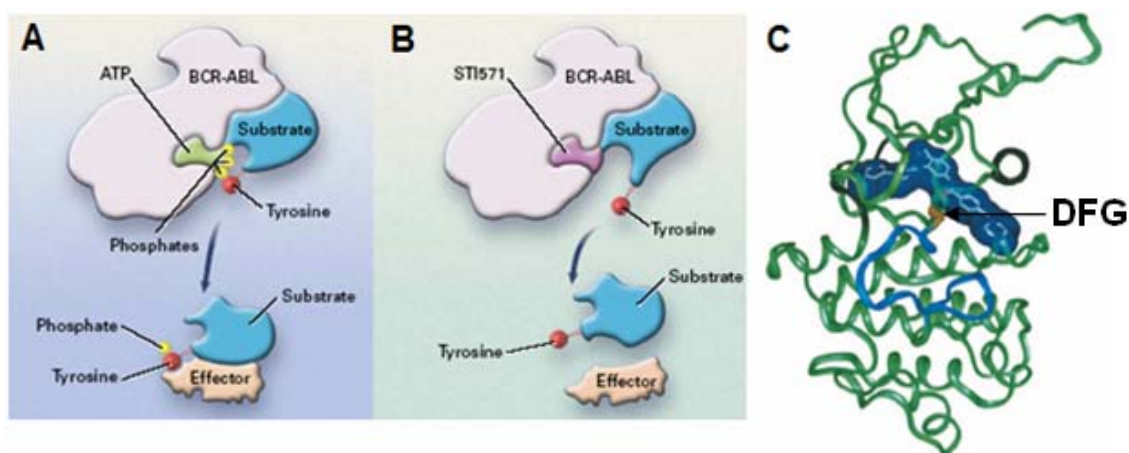 A
ATP
BCR-ABL
Substrate
Tyrosine
Phosphates
Substrate
Phosphate
Tyrosine
Effector
B
STI571
BCR-ABL
Substrate
Tyrosine
Substrate
Tyrosine
Effector
C
DFG